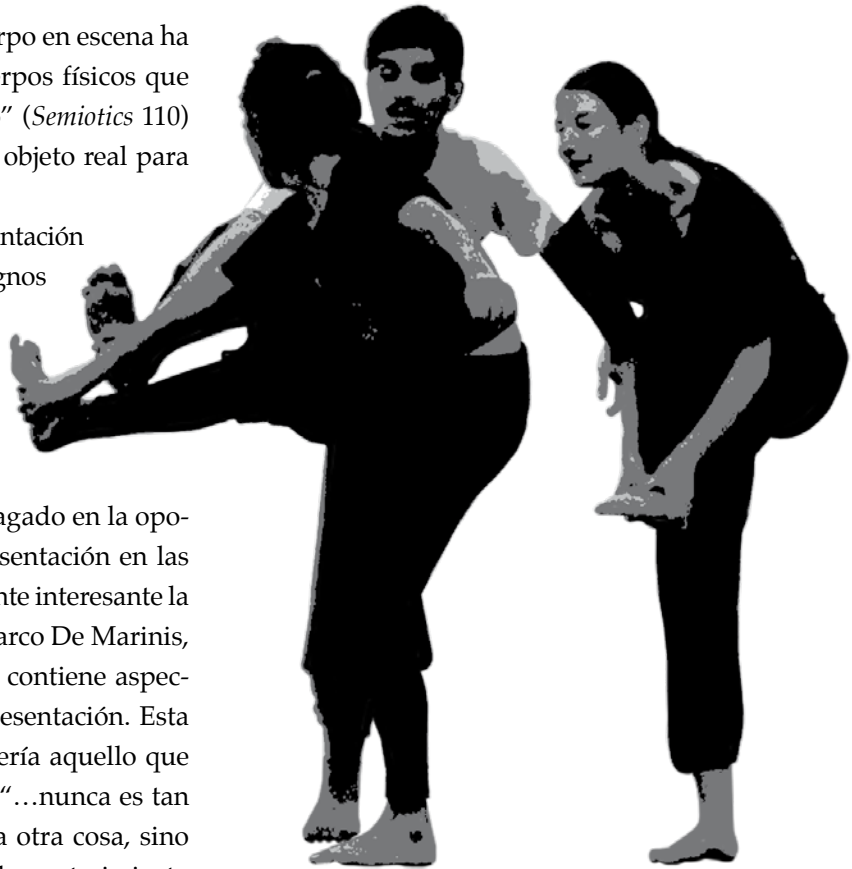 rpo en escena ha
rpos físicos que
” (Semiotics 110)
objeto real para
ntación
gnos
agado en la opo-
sentación en las
nte interesante la
arco De Marinis,
contiene aspec-
esentación. Esta
ería aquello que
“…nunca es tan
a otra cosa, sino